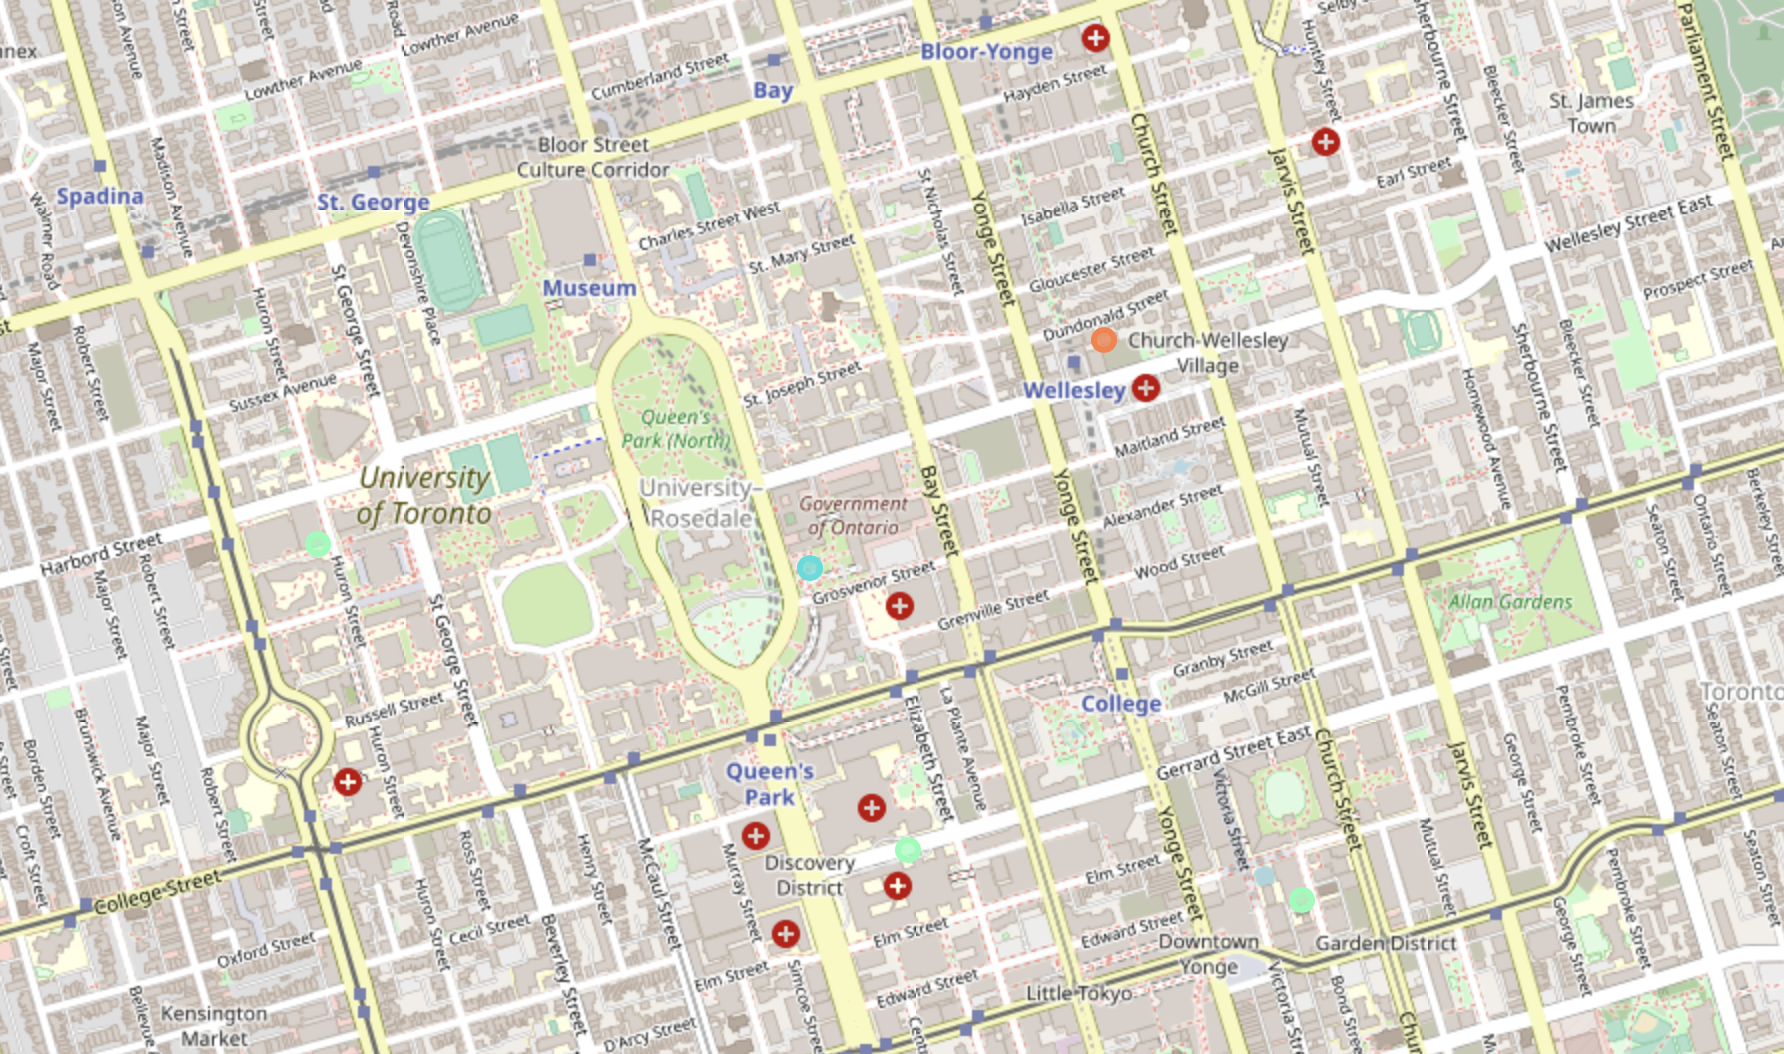 Lowther Avenue
Lowther Avenue
Cumberland Street
Bay
Bloor-Yonge
Hayden Street
Huntley Street
Sherbourne Street
Bleecker Street
St. James
Town
Parliament Street
Madison Avenue
Walmer Road
Spadina
St. George
Bloor Street
Culture Corridor
Devonshire Place
Charles Street West
St. Mary Street
St Nicholas Street
Yonge Street
Isabella Street
Church Street
Jarvis Street
Earl Street
Wellesley Street East
Gloucester Street
Dundonald Street
Prospect Street
Museum
Huron Street
St George Street
Major Street
Robert Street
Sussex Avenue
St. Joseph Street
Wellesley
Church-Wellesley
Village
Sherbourne Street
Bleecker Street
Homewood Avenue
Mutual Street
Maitland Street
Queen's
Park (North)
University
of Toronto
University-
Rosedale
Government
of Ontario
Bay Street
Yonge Street
Alexander Street
Wood Street
Seaton Street
Ontario Street
Berkeley Street
Harbord Street
Major Street
Robert Street
Huron Street
St George Street
Grosvenor Street
Grenville Street
Allan Gardens
Granby Street
McGill Street
College
Gerrard Street East
Elizabeth Street
La Plante Avenue
Russell Street
Huron Street
Borden Street
Brunswick Avenue
Major Street
Robert Street
Queen's
Park
Victoria Street
Church Street
Jarvis Street
George Street
Pembroke Street
Seaton Street
Toronto
Croft Street
College Street
Ross Street
Henry Street
McCaul Street
Murray Street
Discovery
District
Elm Street
Yonge Street
Mutual Street
Pembroke Street
Seaton Street
Huron Street
Cecil Street
Beverley Street
Oxford Street
Elm Street
Edward Street
Downtown
Yonge
Garden District
George Street
Elm Street
Simcoe Street
Edward Street
Little Tokyo
Bond Street
Kensington
Market
D'Arcy Street